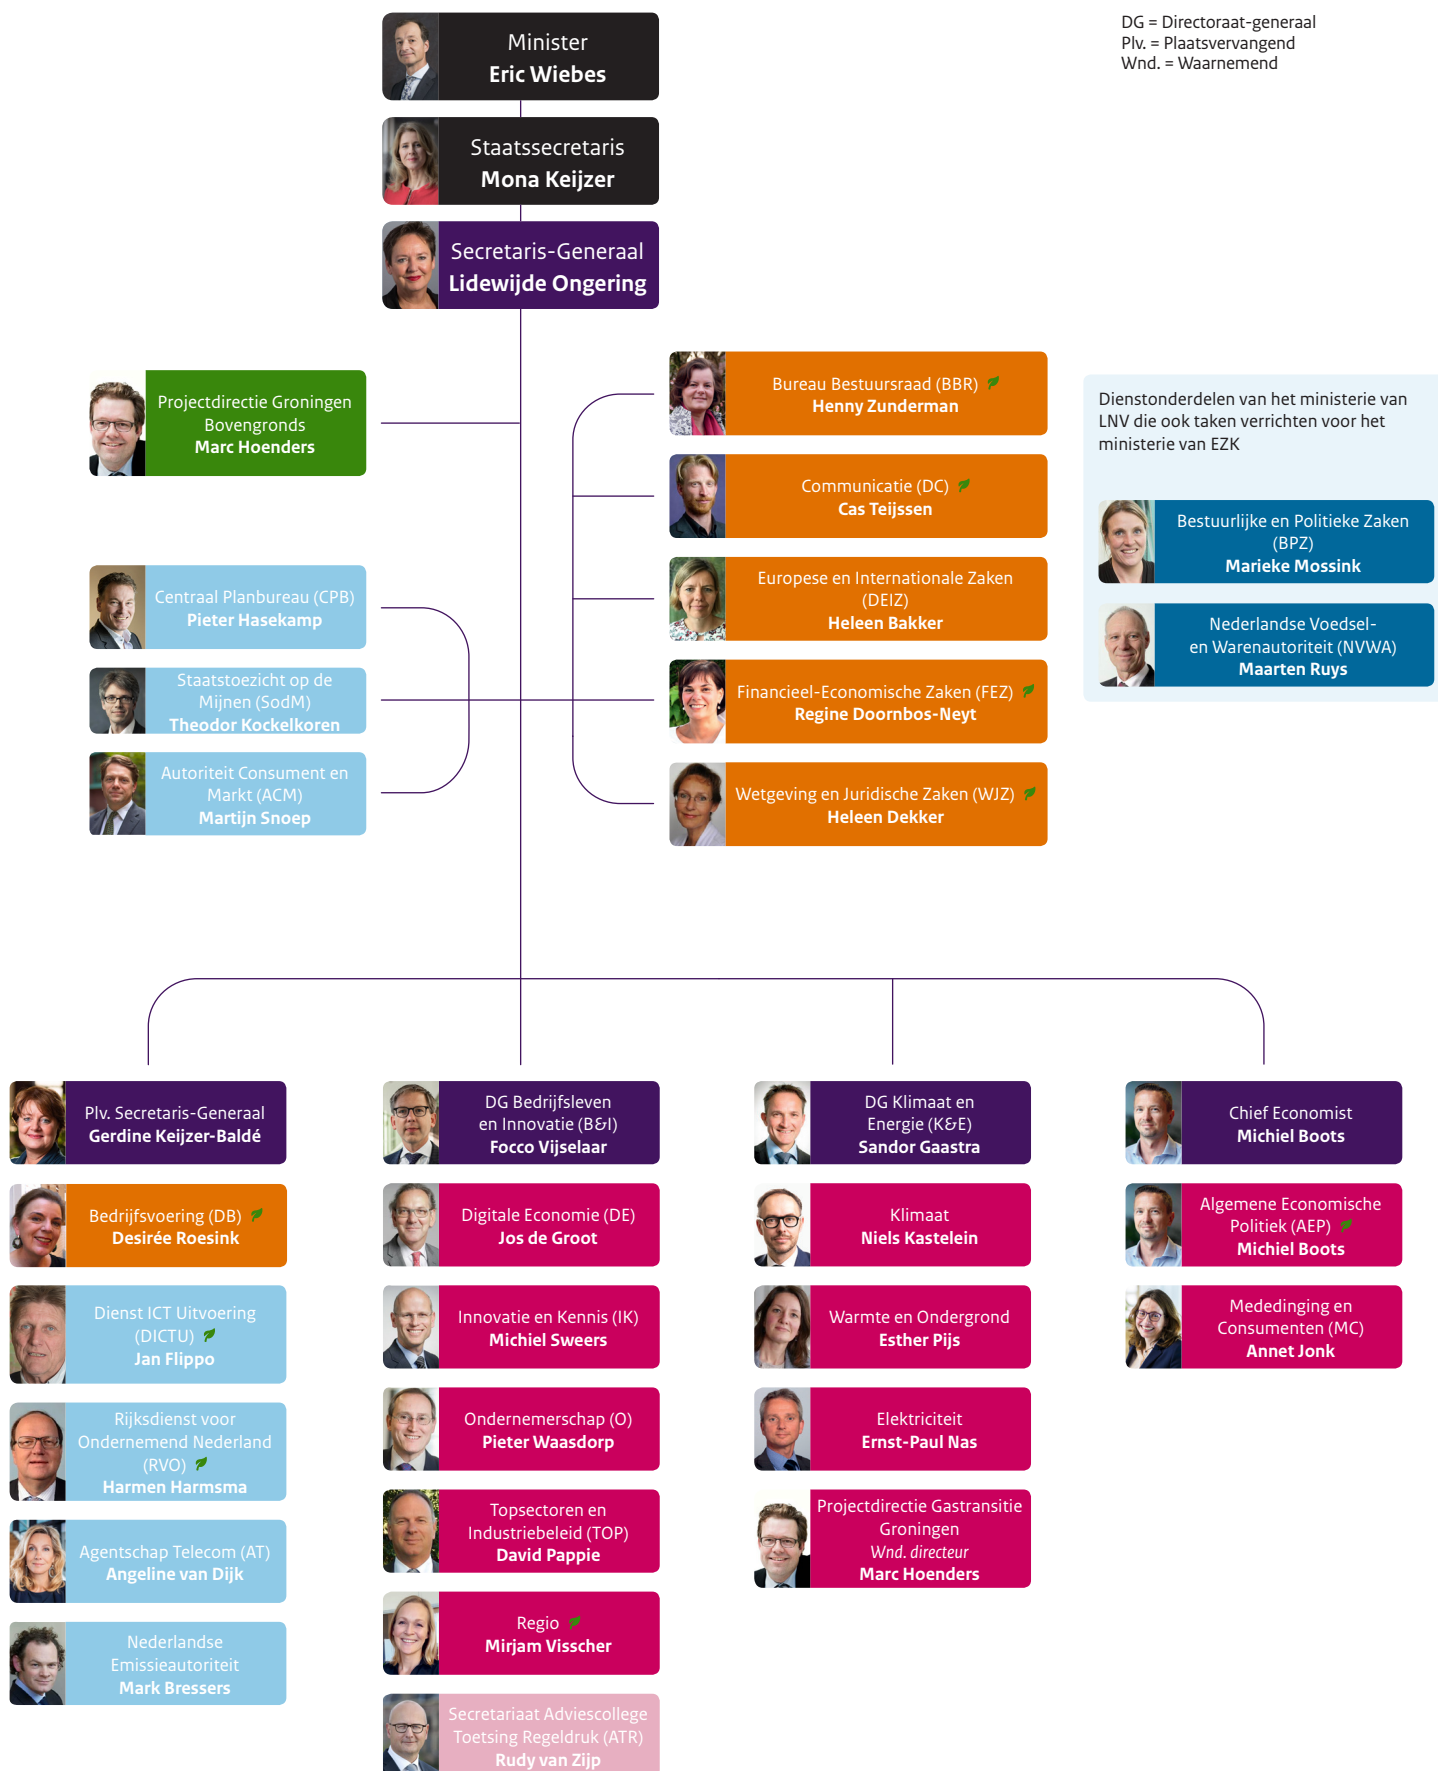 DG = Directoraat-generaal
Plv. = Plaatsvervangend
Wnd. = Waarnemend
Minister
Eric Wiebes
Staatssecretaris
Mona Keijzer
Secretaris-Generaal
Lidewijde Ongering
Projectdirectie Groningen
Bovengronds
Marc Hoenders
Centraal Planbureau (CPB)
Pieter Hasekamp
Staatstoezicht op de
Mijnen (SodM)
Theodor Kockelkoren
Autoriteit Consument en
Markt (ACM)
Martijn Snoep
Bureau Bestuursraad (BBR)
Henny Zunderman
Communicatie (DC)
Cas Teijssen
Europese en Internationale Zaken
(DEIZ)
Heleen Bakker
Financieel-Economische Zaken (FEZ)
Regine Doornbos-Neyt
Wetgeving en Juridische Zaken (WJZ)
Heleen Dekker
Dienstonderdelen van het ministerie van
LNV die ook taken verrichten voor het
ministerie van EZK
Bestuurlijke en Politieke Zaken
(BPZ)
Marieke Mossink
Nederlandse Voedsel-
en Warenautoriteit (NVWA)
Maarten Ruys
Plv. Secretaris-Generaal
Gerdine Keijzer-Baldé
Bedrijfsvoering (DB)
Desirée Roesink
Dienst ICT Uitvoering
(DICTU)
Jan Flippo
Rijksdienst voor
Ondernemend Nederland
(RVO)
Harmen Harmsma
Agentschap Telecom (AT)
Angeline van Dijk
Nederlandse
Emissieautoriteit
Mark Bressers
DG Bedrijfsleven
en Innovatie (B&I)
Focco Vijselaar
Digitale Economie (DE)
Jos de Groot
Innovatie en Kennis (IK)
Michiel Sweers
Ondernemerschap (O)
Pieter Waasdorp
Topsectoren en
Industriebeleid (TOP)
David Pappie
Regio
Mirjam Visscher
Secretariaat Adviescollege
Toetsing Regeldruk (ATR)
Rudy van Zijp
DG Klimaat en
Energie (K&E)
Sandor Gaastra
Klimaat
Niels Kastelein
Warmte en Ondergrond
Esther Pijs
Elektriciteit
Ernst-Paul Nas
Projectdirectie Gastransitie
Groningen
Wnd. directeur
Marc Hoenders
Chief Economist
Michiel Boots
Algemene Economische
Politiek (AEP)
Michiel Boots
Mededinging en
Consumenten (MC)
Annet Jonk